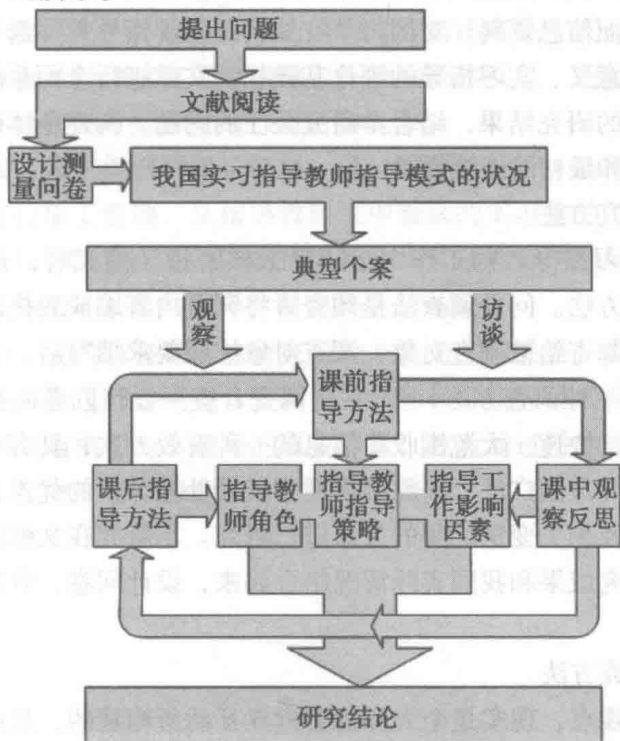 提出问题
文献阅读
设计测
量问卷
我国实习指导教师指导模式的状况
典型个案
观察
访谈
课前指
导方法
课后指
导方法
指导教
师角色
指导教
师指导
策略
指导工
作影响
因素
课中观
察反思
研究结论